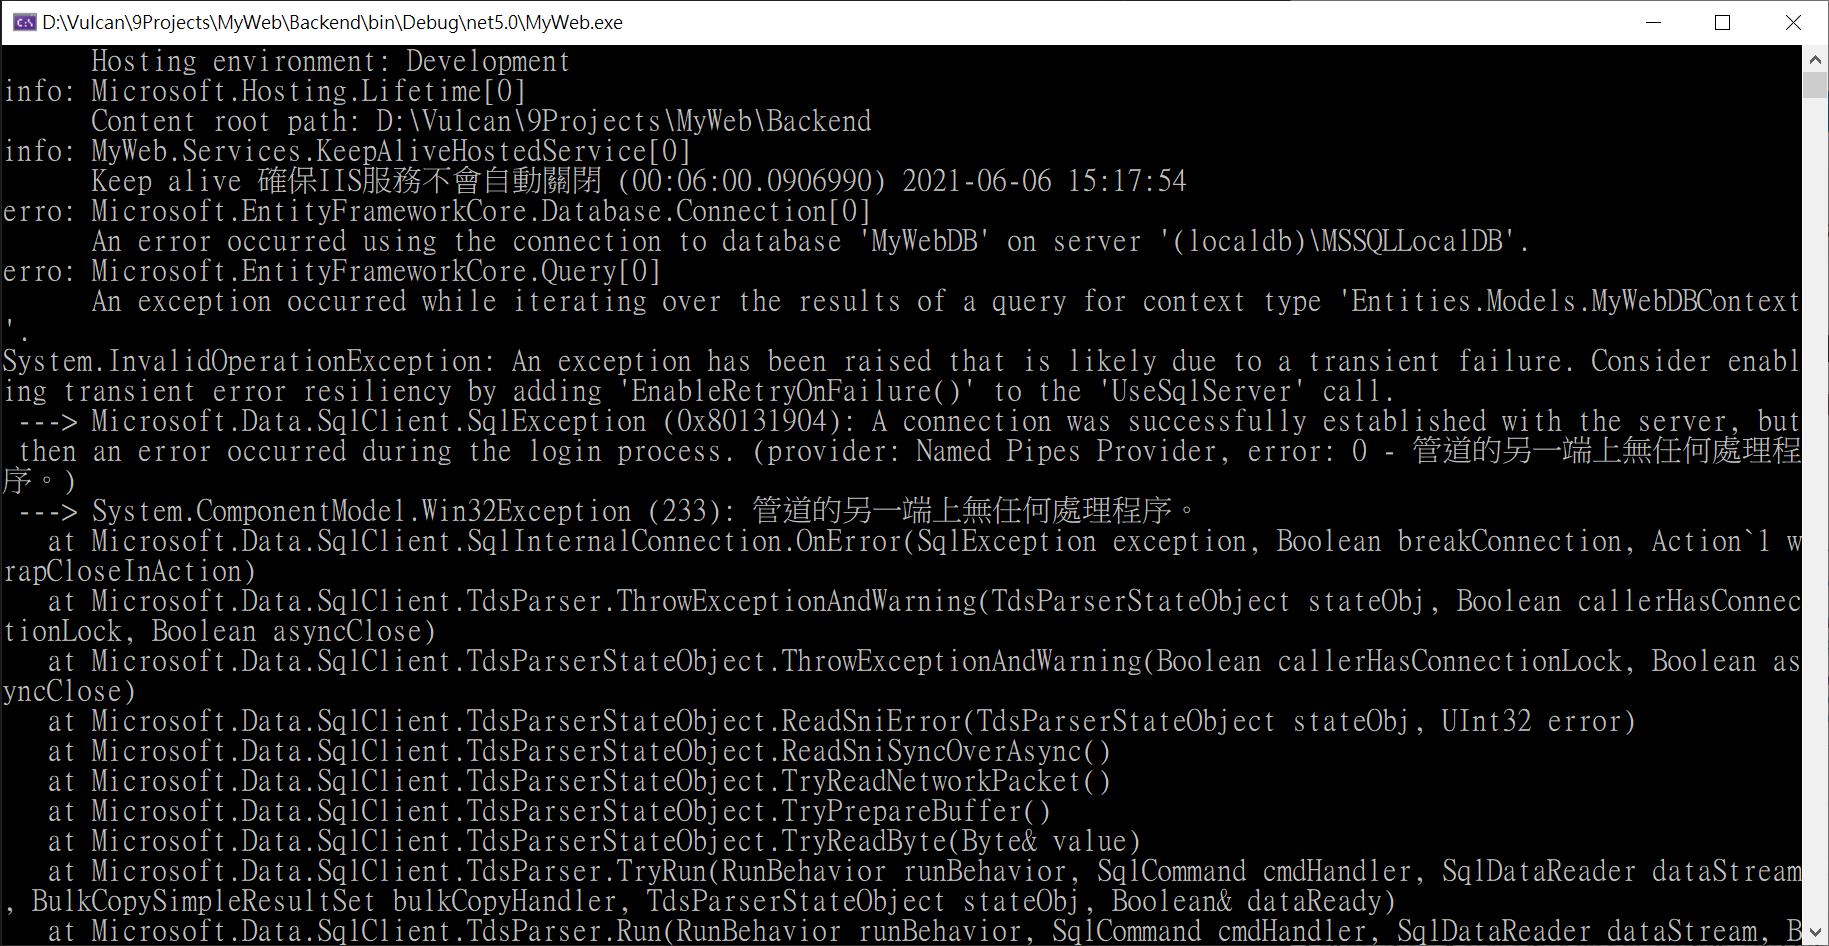 D:\Vulcan\9Projects\MyWeb\Backend\bin\Debug\net5.0\MyWeb.exe
Hosting environment: Development
info: Microsoft.Hosting.Lifetime[0]
Content root path: D:\Vulcan\9Projects\MyWeb\Backend
info: MyWeb.Services.KeepAliveHostedService[0]
Keep alive 確保IIS服務不會自動關閉 (00:06:00.0906990) 2021-06-06 15:17:54
erro: Microsoft.EntityFrameworkCore.Database.Connection[0]
An error occurred using the connection to database 'MyWebDB' on server '(localdb)\MSSQLLocalDB'.
erro: Microsoft.EntityFrameworkCore.Query[0]
An exception occurred while iterating over the results of a query for context type 'Entities.Models.MyWebDBContext
'.
System.InvalidOperationException: An exception has been raised that is likely due to a transient failure. Consider enabl
ing transient error resiliency by adding 'EnableRetryOnFailure()' to the 'UseSqlServer' call.
---> Microsoft.Data.SqlClient.SqlException (0x80131904): A connection was successfully established with the server, but
then an error occurred during the login process. (provider: Named Pipes Provider, error: 0 - 管道的另一端上無任何處理程
序。)
---> System.ComponentModel.Win32Exception (233): 管道的另一端上無任何處理程序。
at Microsoft.Data.SqlClient.SqlInternalConnection.OnError(SqlException exception, Boolean breakConnection, Action`1 w
rapCloseInAction)
at Microsoft.Data.SqlClient.TdsParser.ThrowExceptionAndWarning(TdsParserStateObject stateObj, Boolean callerHasConnec
tionLock, Boolean asyncClose)
at Microsoft.Data.SqlClient.TdsParserStateObject.ThrowExceptionAndWarning(Boolean callerHasConnectionLock, Boolean as
yncClose)
at Microsoft.Data.SqlClient.TdsParserStateObject.ReadSniError(TdsParserStateObject stateObj, UInt32 error)
at Microsoft.Data.SqlClient.TdsParserStateObject.ReadSniSyncOverAsync()
at Microsoft.Data.SqlClient.TdsParserStateObject.TryReadNetworkPacket()
at Microsoft.Data.SqlClient.TdsParserStateObject.TryPrepareBuffer()
at Microsoft.Data.SqlClient.TdsParserStateObject.TryReadByte(Byte& value)
at Microsoft.Data.SqlClient.TdsParser.TryRun(RunBehavior runBehavior, SqlCommand cmdHandler, SqlDataReader dataStream
, BulkCopySimpleResultSet bulkCopyHandler, TdsParserStateObject stateObj, Boolean& dataReady)
at Microsoft.Data.SqlClient.TdsParser.Run(RunBehavior runBehavior, SqlCommand cmdHandler, SqlDataReader dataStream, B